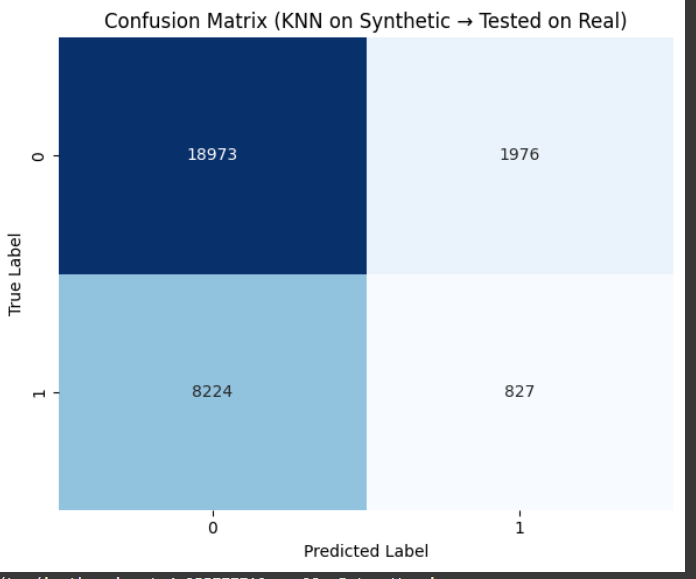 Confusion Matrix (KNN on Synthetic → Tested on Real)
0
18973
1976
True Label
1
8224
827
0
1
Predicted Label